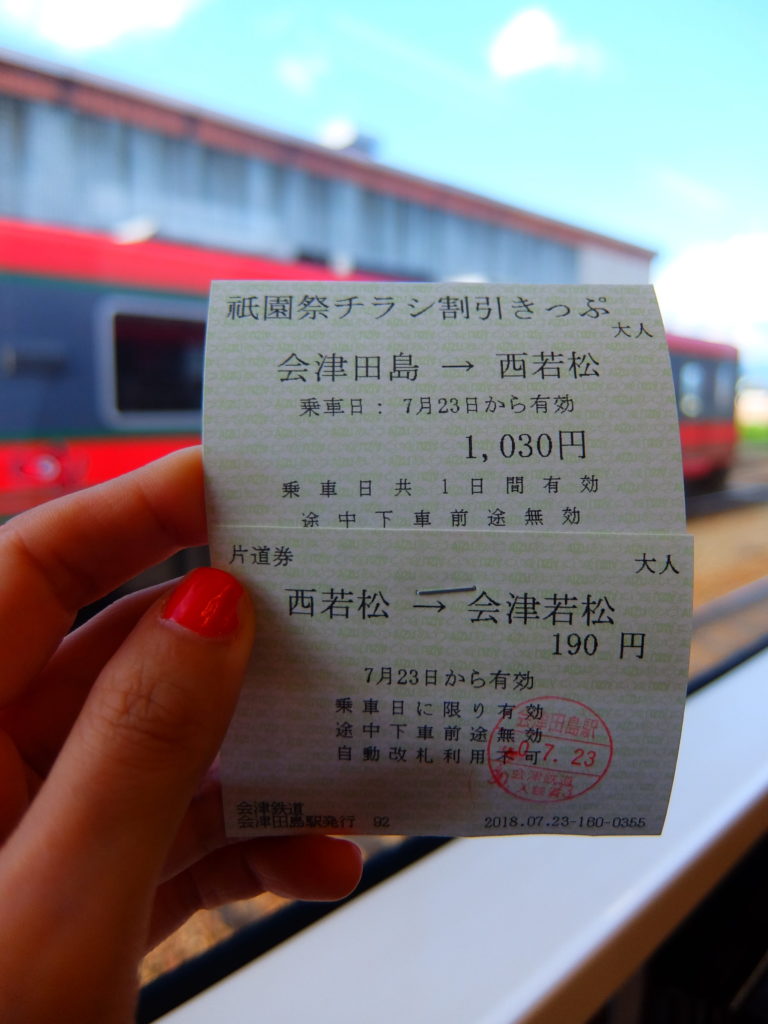 祇園祭チラシ割引きっぷ
大人
会津田島 → 西若松
乗車日: 7月23日から有効
1,030円
乗車日共1日間有効
途中下車前途無効
片道券
大人
西若松 → 会津若松
190 円
7月23日から有効
乗車日に限り有効
途中下車前途無効
自動改札利用不可
会津田島駅
0.7.23
会津鉄道
会津鉄道
会津田島駅発行 92
2018.07.23-160-0355